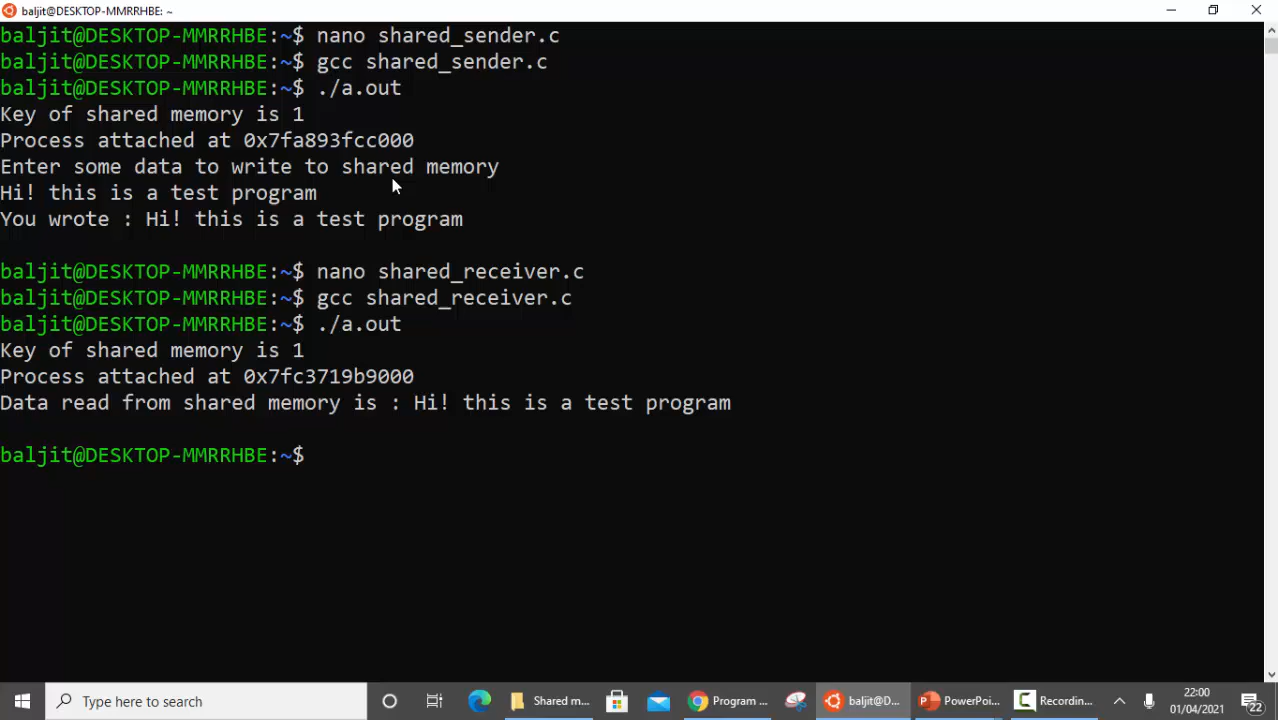 baljit@DESKTOP-MMRRHBE: ~
baljit@DESKTOP-MMRRHBE:~$ nano shared_sender.c
baljit@DESKTOP-MMRRHBE:~$ gcc shared_sender.c
baljit@DESKTOP-MMRRHBE:~$ ./a.out
Key of shared memory is 1
Process attached at 0x7fa893fcc000
Enter some data to write to shared memory
Hi! this is a test program
You wrote : Hi! this is a test program
baljit@DESKTOP-MMRRHBE:~$ nano shared_receiver.c
baljit@DESKTOP-MMRRHBE:~$ gcc shared_receiver.c
baljit@DESKTOP-MMRRHBE:~$ ./a.out
Key of shared memory is 1
Process attached at 0x7fc3719b9000
Data read from shared memory is : Hi! this is a test program
baljit@DESKTOP-MMRRHBE:~$
Type here to search
Shared m...
Program ...
baljit@D...
PowerPoi...
Recordin...
22:00
01/04/2021
22